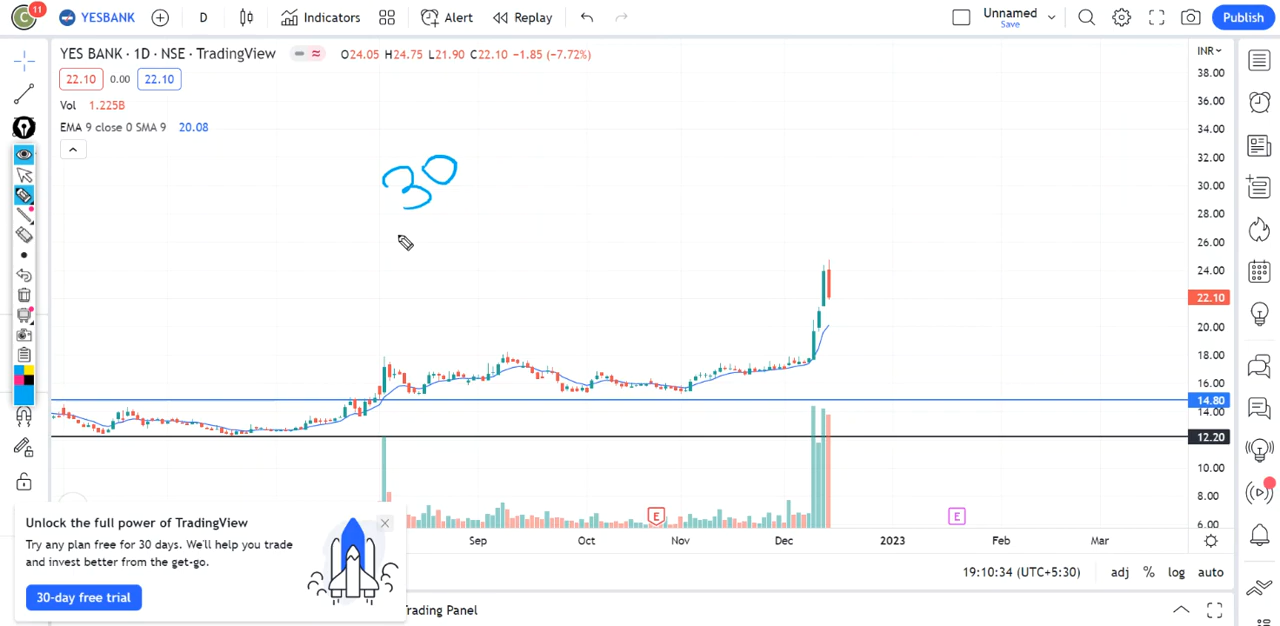 C 11 YESBANK D Indicators Alert Replay Unnamed Save Publish
YES BANK · 1D · NSE · TradingView O24.05 H24.75 L21.90 C22.10 −1.85 (−7.72%) INR
22.10 0.00 22.10
Vol 1.225B
EMA 9 close 0 SMA 9 20.08
30
38.00
36.00
34.00
32.00
30.00
28.00
26.00
24.00
22.10
20.00
18.00
16.00
14.80
14.00
12.20
10.00
8.00
6.00
E E
Sep Oct Nov Dec 2023 Feb Mar
Unlock the full power of TradingView
Try any plan free for 30 days. We'll help you trade
and invest better from the get-go.
30-day free trial
19:10:34 (UTC+5:30) adj % log auto
Trading Panel